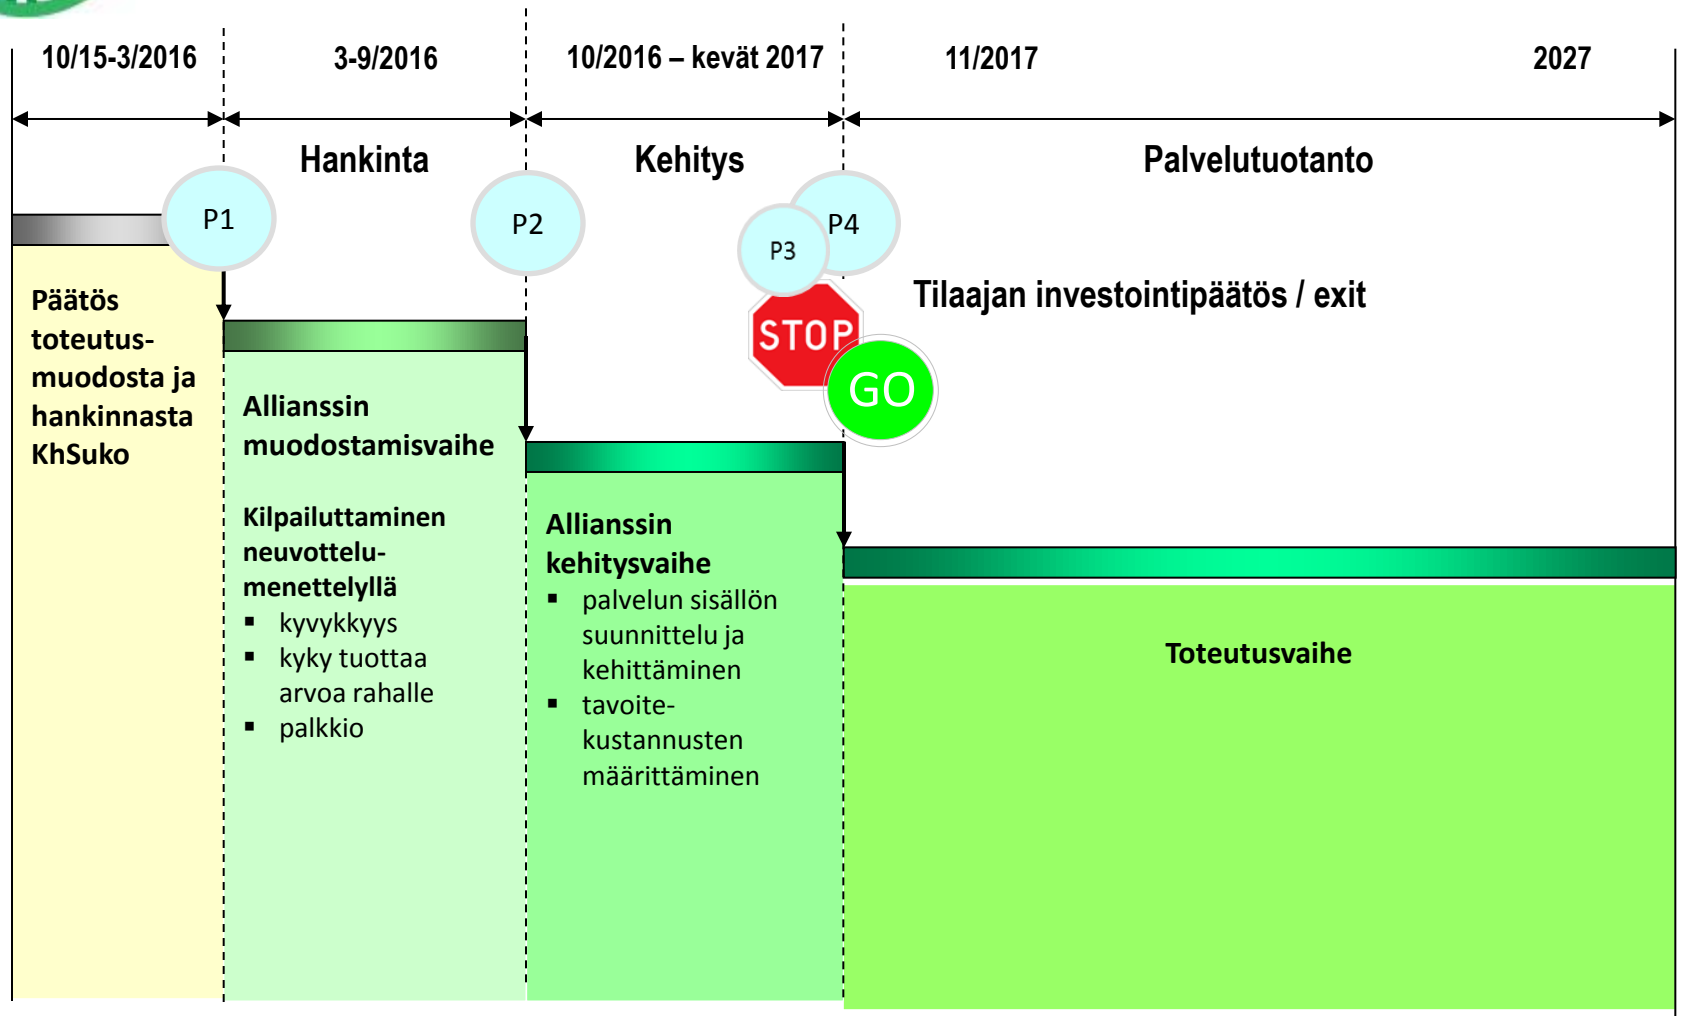 10/15-3/2016
3-9/2016
10/2016 – kevät 2017
11/2017
2027
Hankinta
Kehitys
Palvelutuotanto
P1
P2
P3
P4
STOP
GO
Tilaajan investointipäätös / exit
Päätös
toteutus-
muodosta ja
hankinnasta
KhSuko
Allianssin
muodostamisvaihe
Kilpailuttaminen
neuvottelu-
menettelyllä
▪ kyvykkyys
▪ kyky tuottaa
arvoa rahalle
▪ palkkio
Allianssin
kehitysvaihe
▪ palvelun sisällön
suunnittelu ja
kehittäminen
▪ tavoite-
kustannusten
määrittäminen
Toteutusvaihe